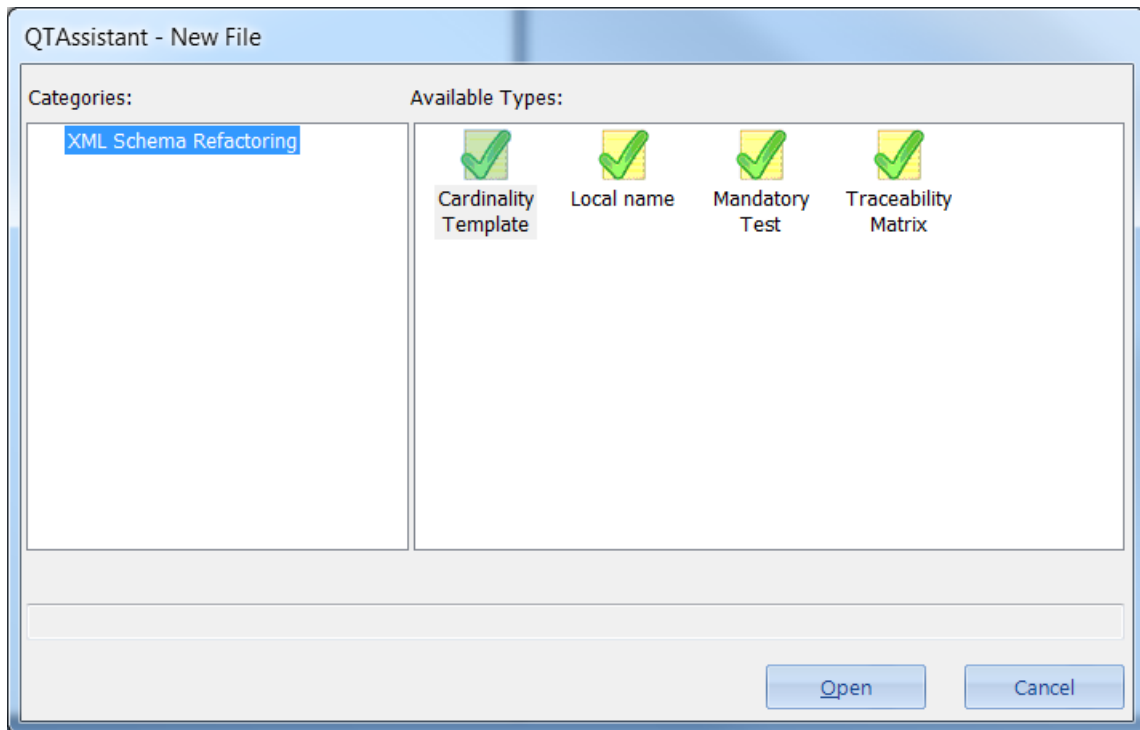 QTAssistant - New File
Categories:
Available Types:
XML Schema Refactoring
Cardinality
Template
Local name
Mandatory
Test
Traceability
Matrix
Open
Cancel